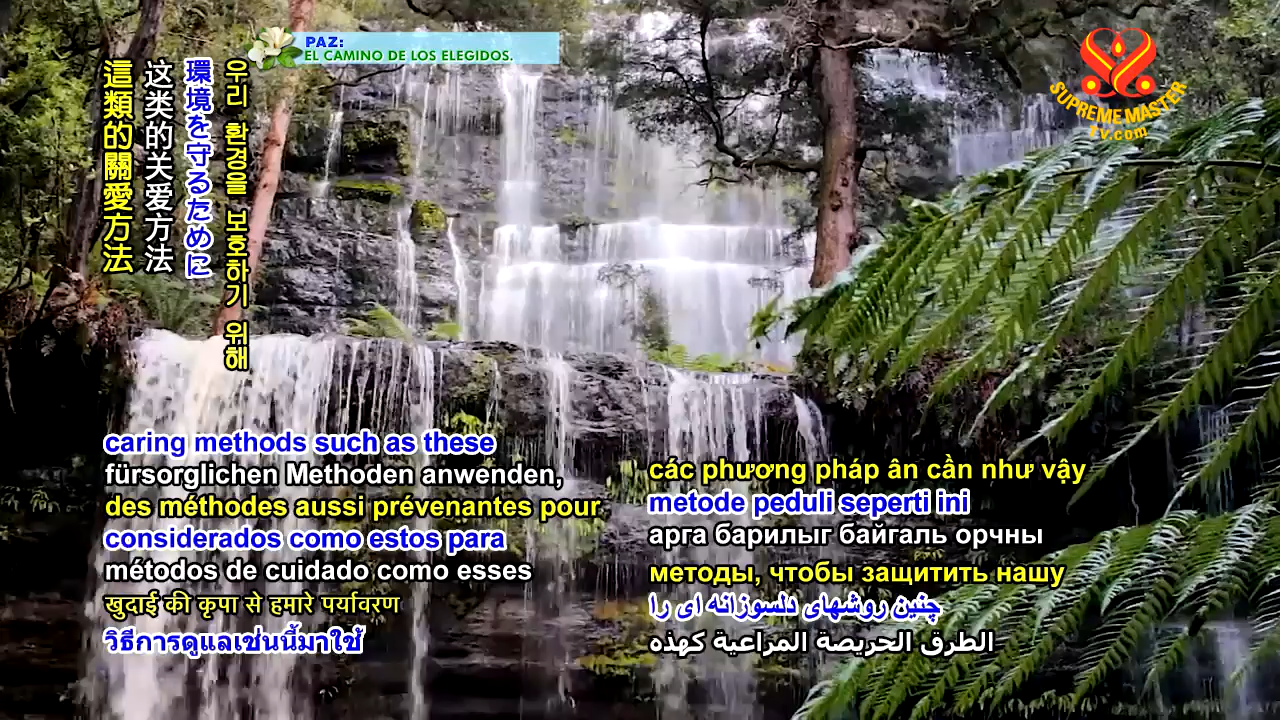 PAZ:
EL CAMINO DE LOS ELEGIDOS.
SUPREME MASTER
TV.com
우리 환경을 보호하기 위해
環境を守るために
这类的关爱方法
這類的關愛方法
caring methods such as these
fürsorglichen Methoden anwenden,
des méthodes aussi prévenantes pour
considerados como estos para
métodos de cuidado como esses
खुदाई की कृपा से हमारे पर्यावरण
วิธีการดูแลเช่นนี้มาใช้
các phương pháp ân cần như vậy
metode peduli seperti ini
арга барилыг байгаль орчны
методы, чтобы защитить нашу
چنین روشهای دلسوزانه ای را
الطرق الحريصة المراعية كهذه